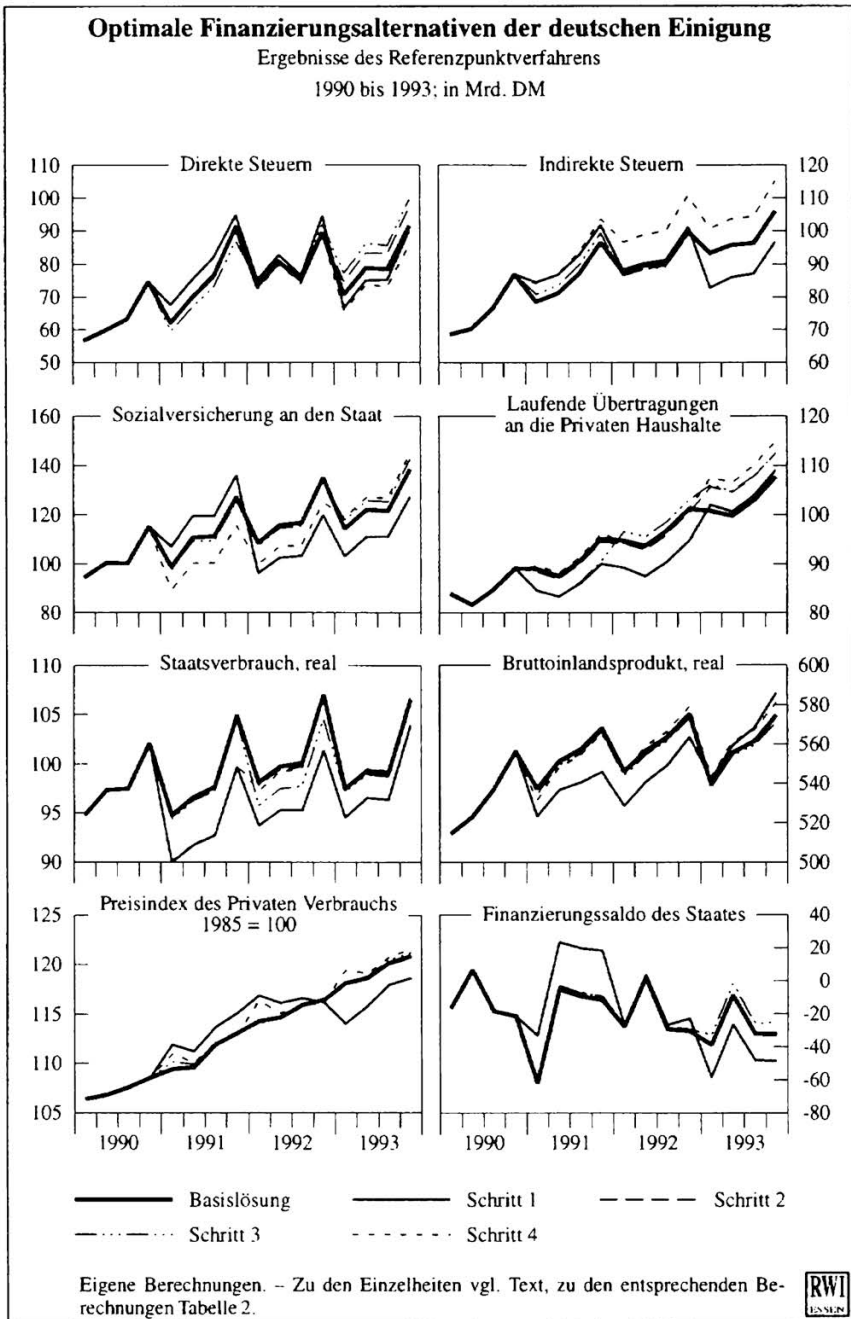 Optimale Finanzierungsalternativen der deutschen Einigung
Ergebnisse des Referenzpunktverfahrens
1990 bis 1993; in Mrd. DM
Direkte Steuern
110
100
90
80
70
60
50
Indirekte Steuern
120
110
100
90
80
70
60
Sozialversicherung an den Staat
160
140
120
100
80
Laufende Übertragungen
an die Privaten Haushalte
120
110
100
90
80
Staatsverbrauch, real
110
105
100
95
90
Bruttoinlandsprodukt, real
600
580
560
540
520
500
Preisindex des Privaten Verbrauchs
1985 = 100
125
120
115
110
105
1990 1991 1992 1993
Finanzierungssaldo des Staates
40
20
0
-20
-40
-60
-80
1990 1991 1992 1993
Basislösung Schritt 1 Schritt 2
Schritt 3 Schritt 4
Eigene Berechnungen. – Zu den Einzelheiten vgl. Text, zu den entsprechenden Be-
rechnungen Tabelle 2.
RWI
ESSEN